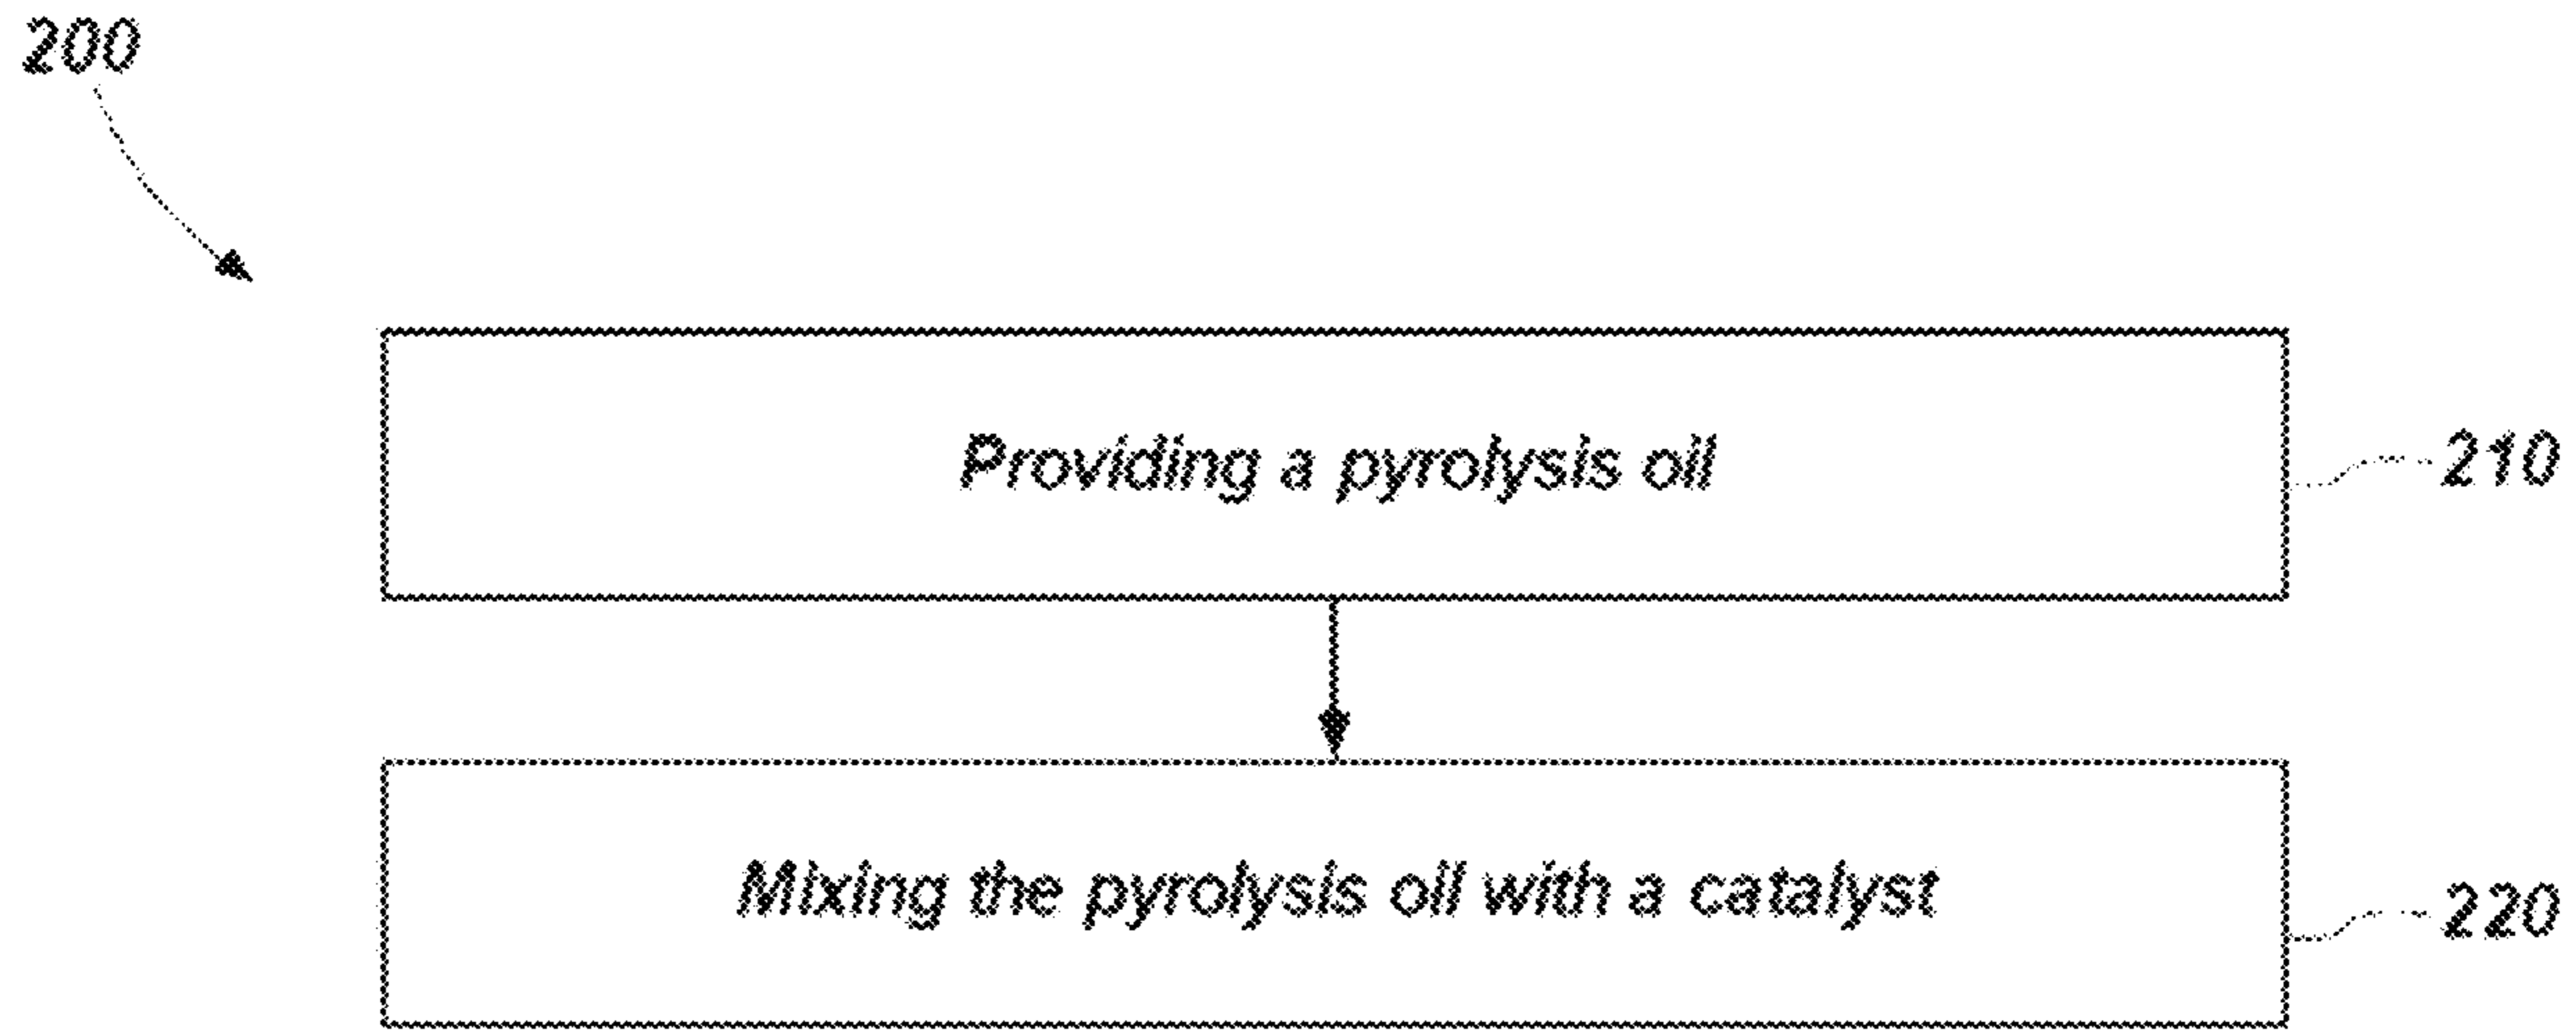 200
Providing a pyrolysis oil
210
Mixing the pyrolysis oil with a catalyst
220